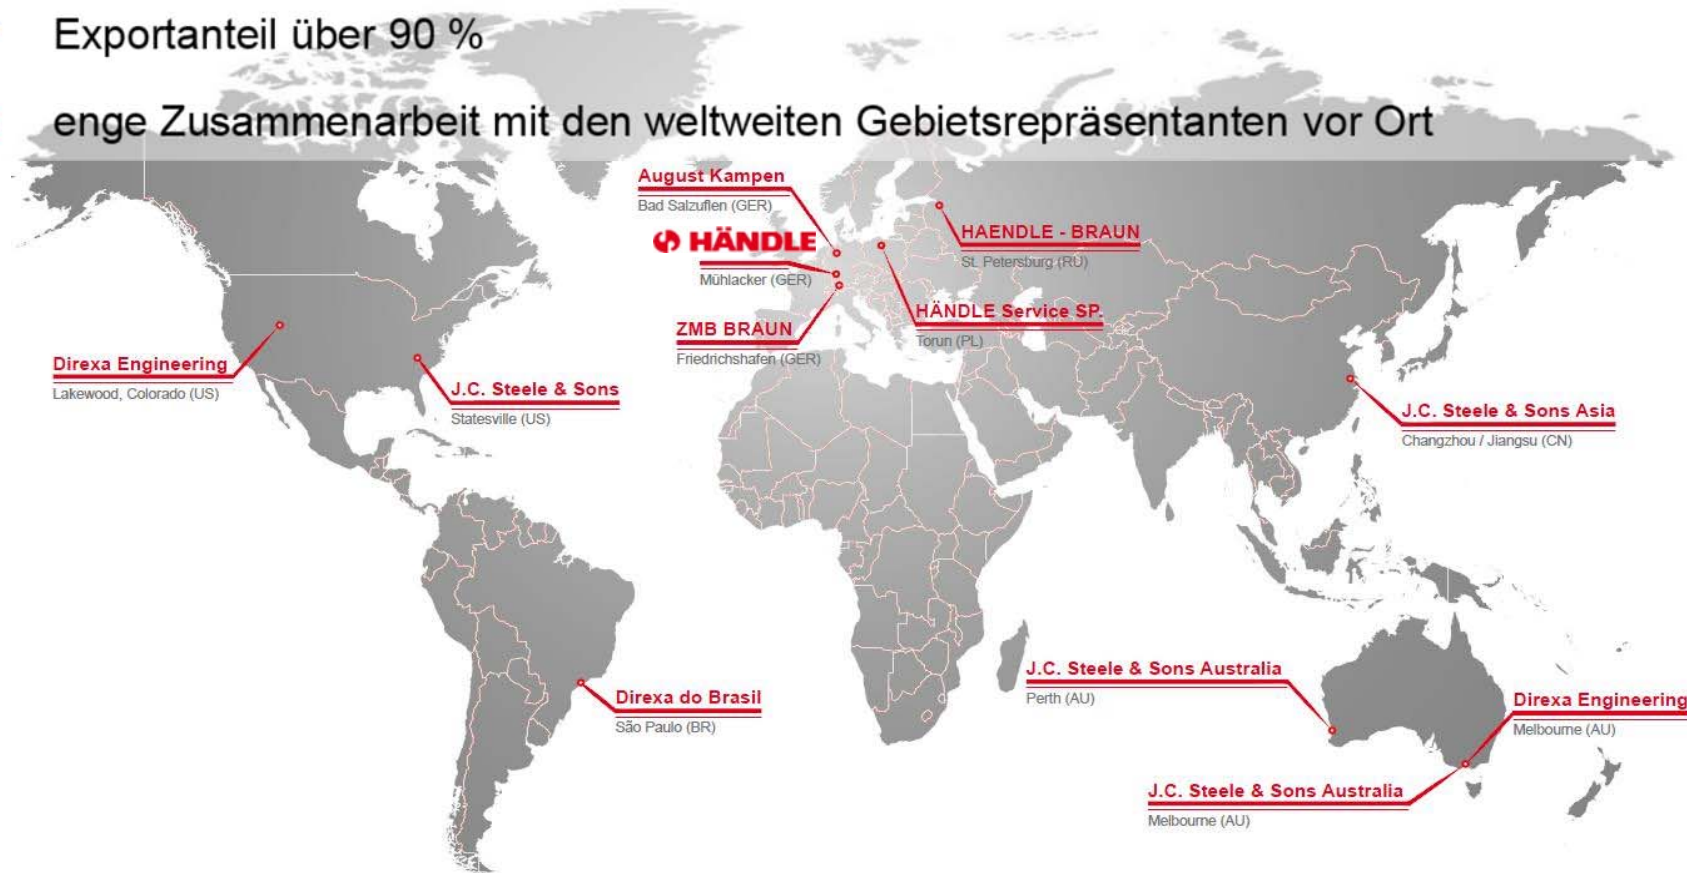 Exportanteil über 90 %
enge Zusammenarbeit mit den weltweiten Gebietsrepräsentanten vor Ort
August Kampen
Bad Salzuflen (GER)
HÄNDLE
Mühlacker (GER)
ZMB BRAUN
Friedrichshafen (GER)
HAENDLE - BRAUN
St. Petersburg (RU)
HÄNDLE Service SP.
Torun (PL)
Direxa Engineering
Lakewood, Colorado (US)
J.C. Steele & Sons
Statesville (US)
J.C. Steele & Sons Asia
Changzhou / Jiangsu (CN)
Direxa do Brasil
São Paulo (BR)
J.C. Steele & Sons Australia
Perth (AU)
Direxa Engineering
Melbourne (AU)
J.C. Steele & Sons Australia
Melbourne (AU)